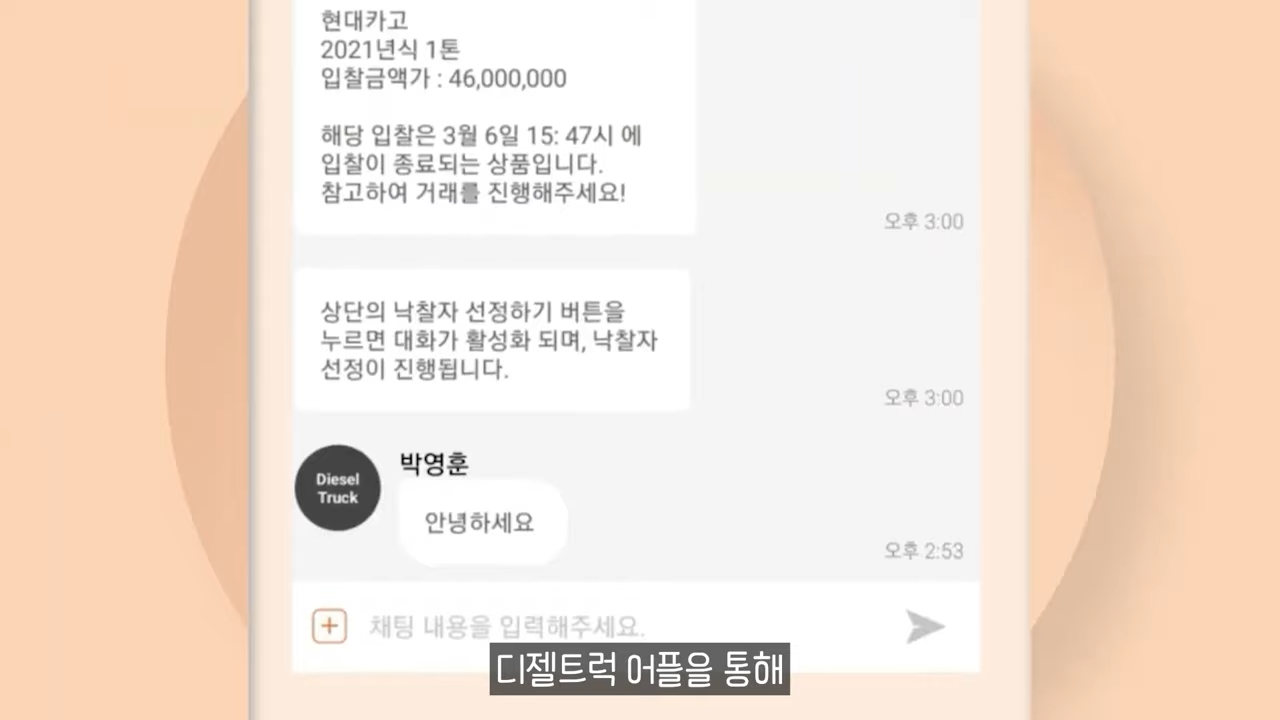 현대카고
2021년식 1톤
입찰금액가 : 46,000,000
해당 입찰은 3월 6일 15: 47시 에
입찰이 종료되는 상품입니다.
참고하여 거래를 진행해주세요!
오후 3:00
상단의 낙찰자 선정하기 버튼을
누르면 대화가 활성화 되며, 낙찰자
선정이 진행됩니다.
오후 3:00
Diesel
Truck
박영훈
안녕하세요
오후 2:53
채팅 내용을 입력해주세요.
디젤트럭 어플을 통해